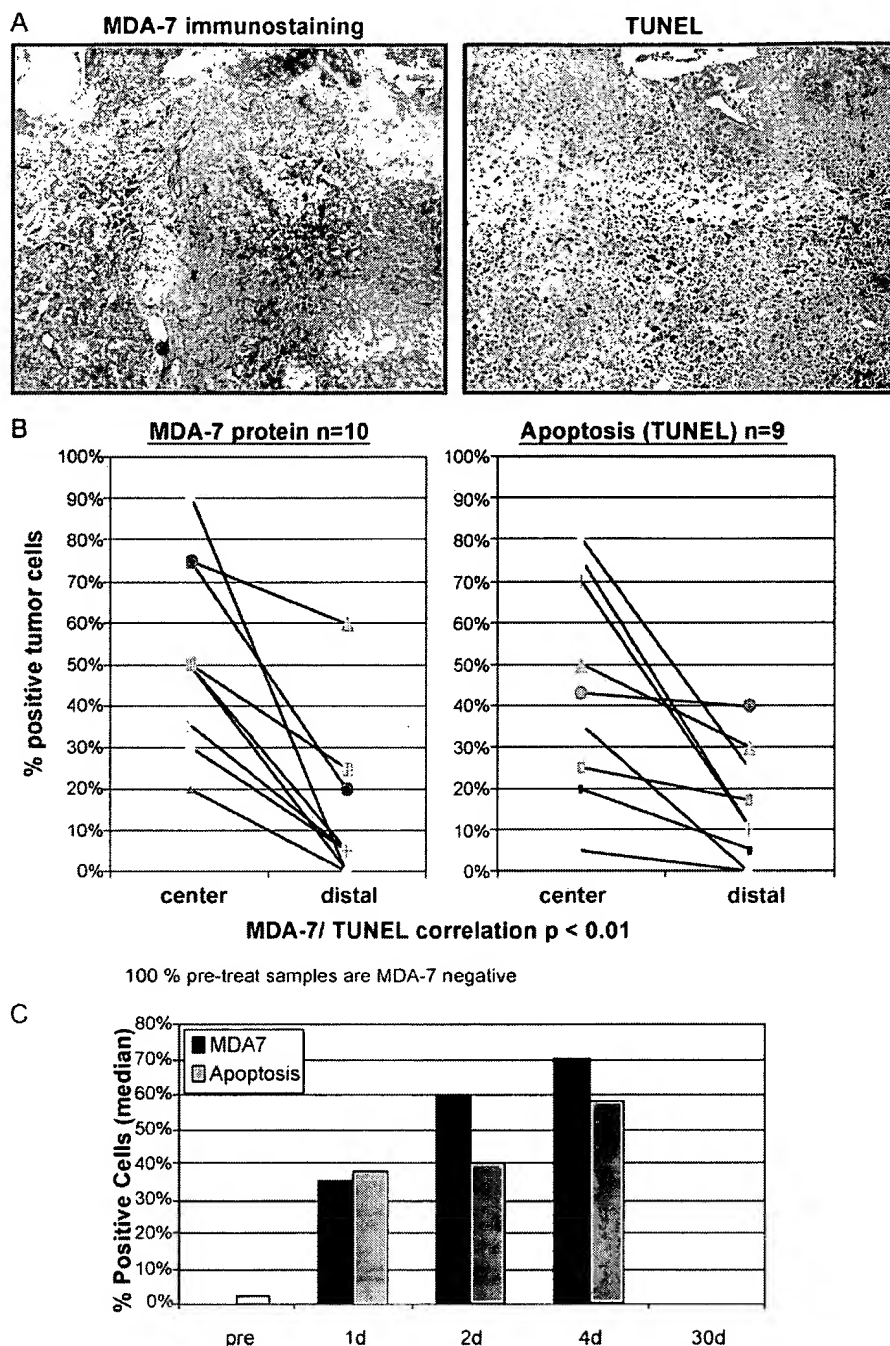 A
MDA-7 immunostaining
TUNEL
B
MDA-7 protein n=10
Apoptosis (TUNEL) n=9
100%
90%
80%
70%
60%
50%
40%
30%
20%
10%
0%
% positive tumor cells
center distal
100%
90%
80%
70%
60%
50%
40%
30%
20%
10%
0%
center distal
MDA-7/ TUNEL correlation p < 0.01
100 % pre-treat samples are MDA-7 negative
C
80%
70%
60%
50%
40%
30%
20%
10%
0%
% Positive Cells (median)
MDA7
Apoptosis
pre 1d 2d 4d 30d